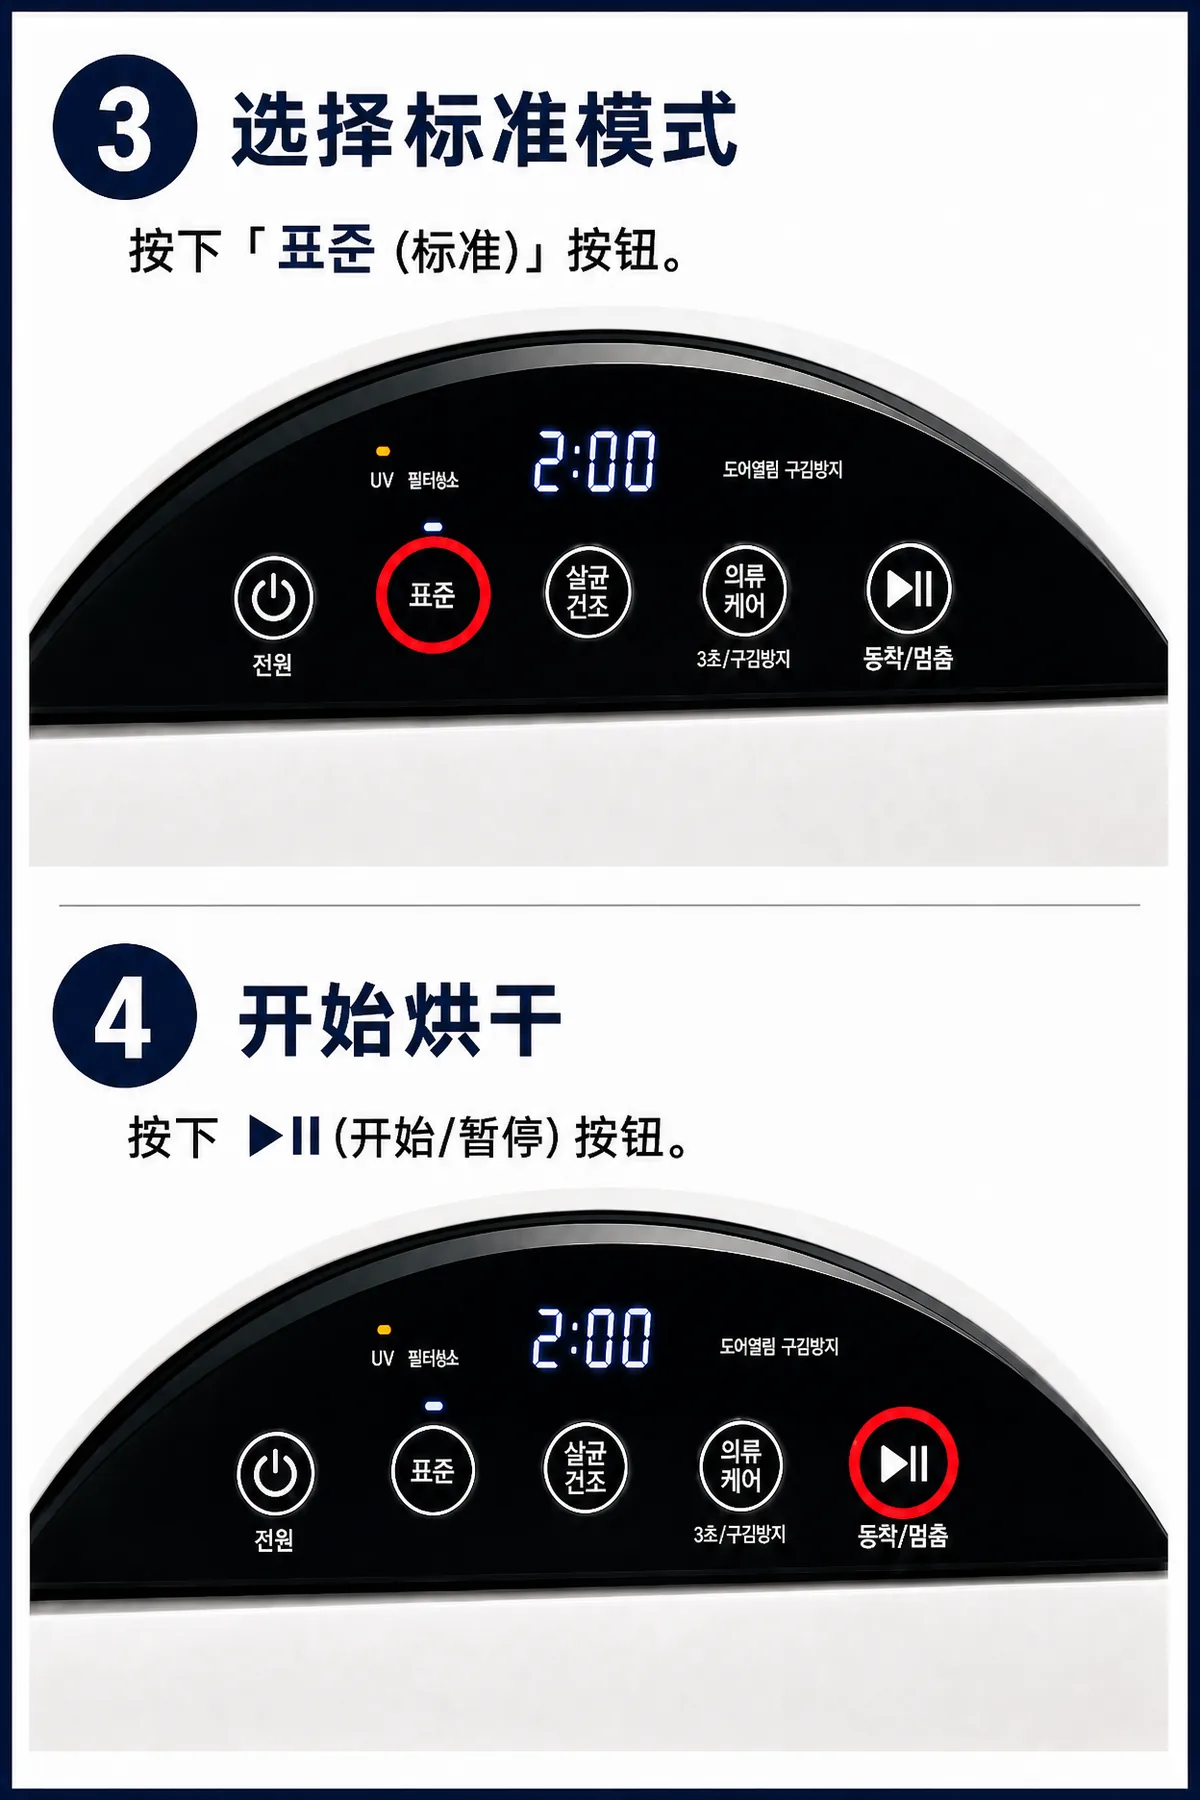 3 选择标准模式
按下「표준 (标准)」按钮。
2:00
UV 필터성소 도어열림 구김방지
표준 살균 건조 의류 케어
전원 3초/구김방지 동착/멈춤
4 开始烘干
按下 ▶II (开始/暂停) 按钮。
2:00
UV 필터성소 도어열림 구김방지
표준 살균 건조 의류 케어
전원 3초/구김방지 동착/멈춤